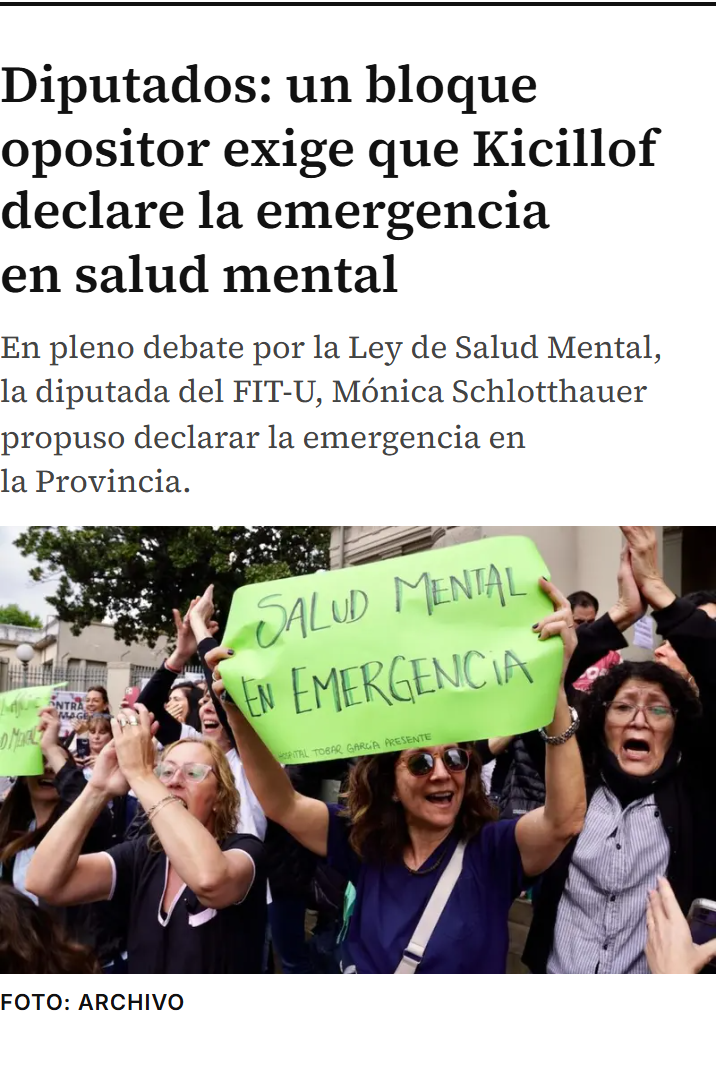 Diputados: un bloque
opositor exige que Kicillof
declare la emergencia
en salud mental
En pleno debate por la Ley de Salud Mental,
la diputada del FIT-U, Mónica Schlotthauer
propuso declarar la emergencia en
la Provincia.
SALUD MENTAL
EN EMERGENCIA
HOSPITAL TOBAR GARCIA PRESENTE
FOTO: ARCHIVO